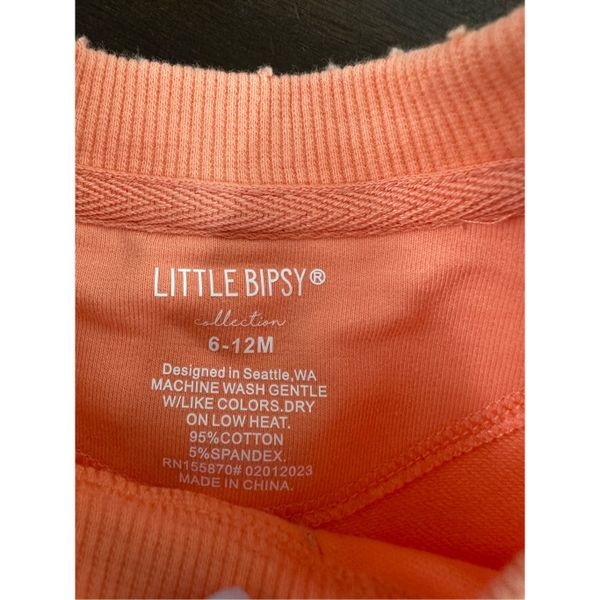 LITTLE BIPSY®
collection
6-12M
Designed in Seattle,WA
MACHINE WASH GENTLE
W/LIKE COLORS.DRY
ON LOW HEAT.
95%COTTON
5%SPANDEX.
RN155870# 02012023
MADE IN CHINA.